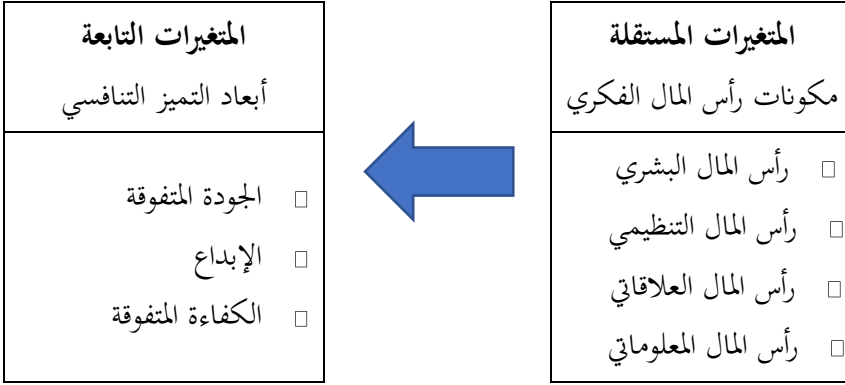 المتغيرات المستقلة
مكونات رأس المال الفكري
رأس المال البشري
رأس المال التنظيمي
رأس المال العلاقاتي
رأس المال المعلوماتي
المتغيرات التابعة
أبعاد التميز التنافسي
الجودة المتفوقة
الإبداع
الكفاءة المتفوقة